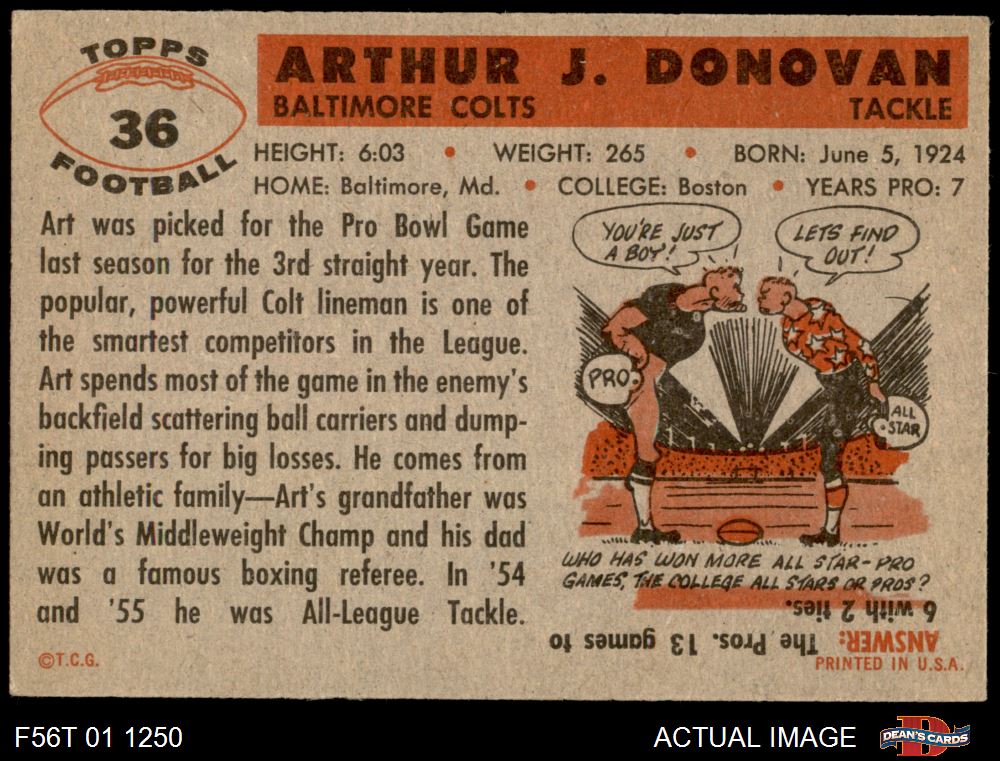 TOPPS
36
FOOTBALL
ARTHUR J. DONOVAN
BALTIMORE COLTS TACKLE
HEIGHT: 6:03 • WEIGHT: 265 • BORN: June 5, 1924
HOME: Baltimore, Md. • COLLEGE: Boston • YEARS PRO: 7
Art was picked for the Pro Bowl Game
last season for the 3rd straight year. The
popular, powerful Colt lineman is one of
the smartest competitors in the League.
Art spends most of the game in the enemy's
backfield scattering ball carriers and dump-
ing passers for big losses. He comes from
an athletic family—Art's grandfather was
World's Middleweight Champ and his dad
was a famous boxing referee. In '54
and '55 he was All-League Tackle.
©T.C.G.
YOU'RE JUST
A BOY!
LETS FIND
OUT!
PRO
ALL
STAR
WHO HAS WON MORE ALL STAR-PRO
GAMES, THE COLLEGE ALL STARS OR PROS?
ANSWER: The Pros. 13 games to
6 with 2 ties.
PRINTED IN U.S.A.
F56T 01 1250
ACTUAL IMAGE
D
DEAN'S CARDS